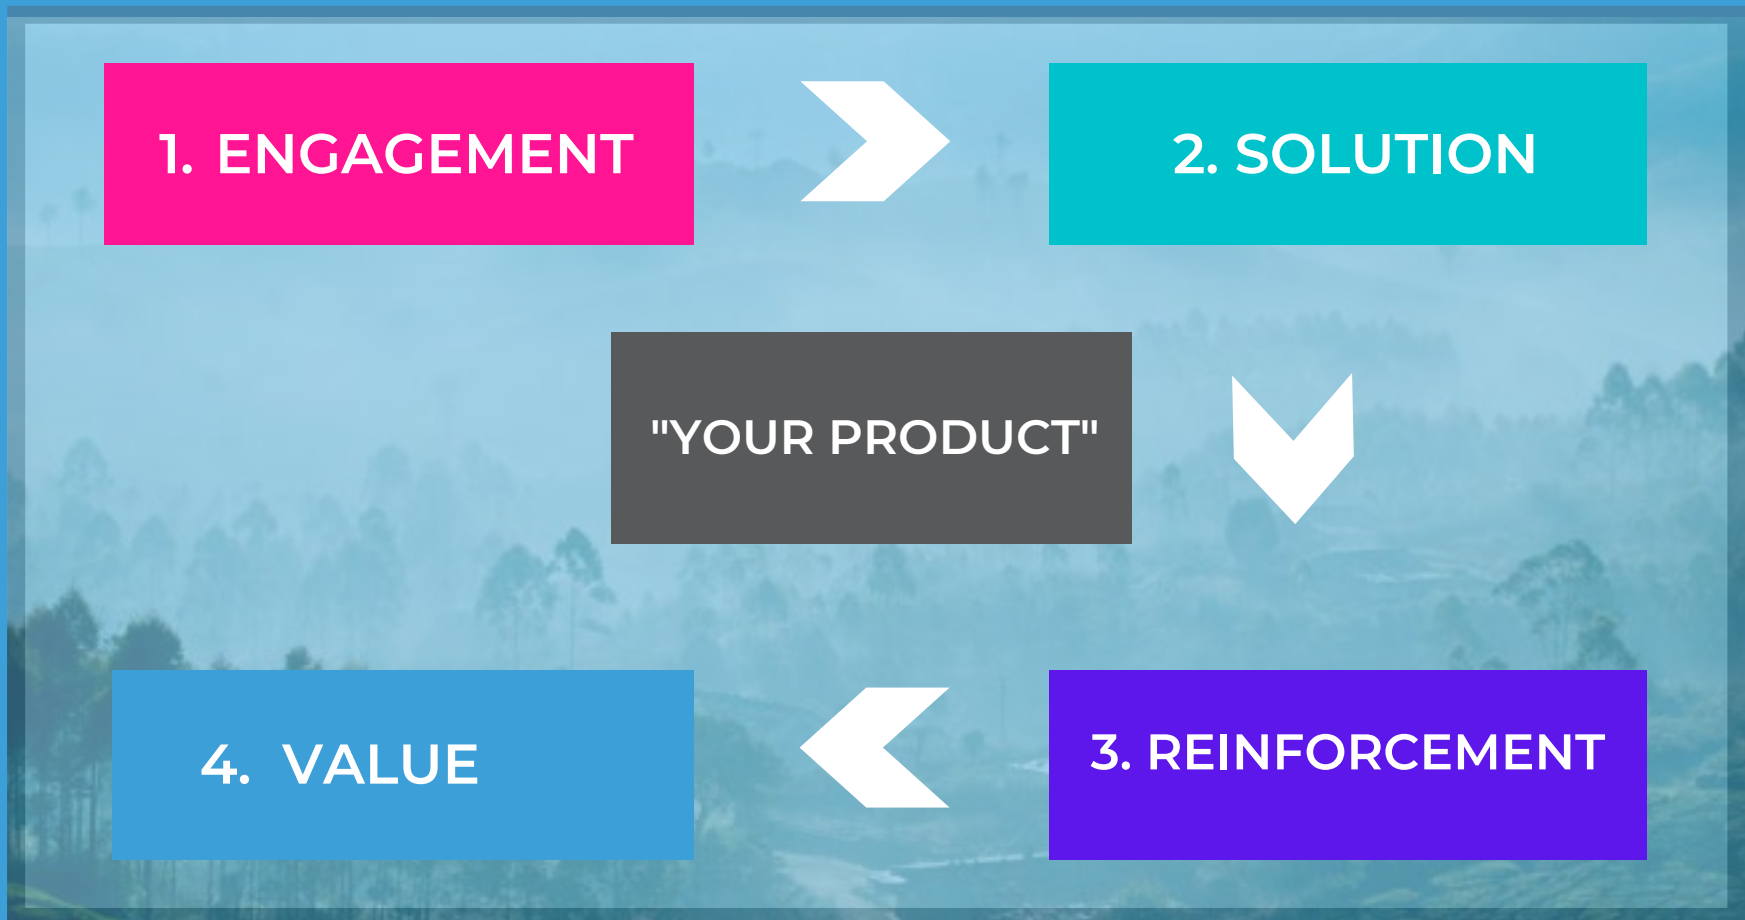 1. ENGAGEMENT
2. SOLUTION
"YOUR PRODUCT"
4. VALUE
3. REINFORCEMENT